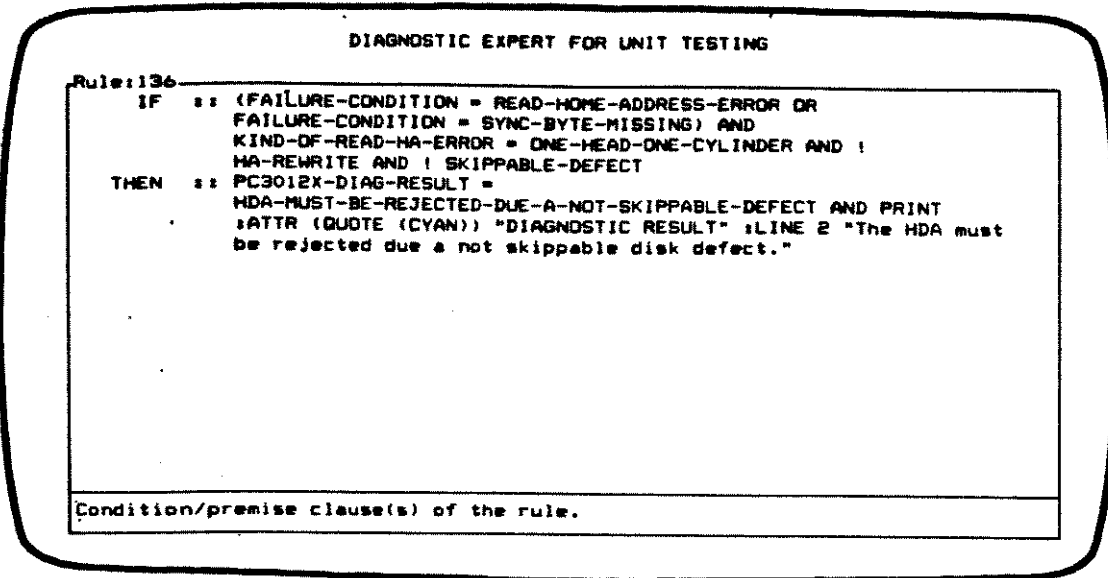 DIAGNOSTIC EXPERT FOR UNIT TESTING
Rule:136
IF :: (FAILURE-CONDITION = READ-HOME-ADDRESS-ERROR OR
FAILURE-CONDITION = SYNC-BYTE-MISSING) AND
KIND-OF-READ-HA-ERROR = ONE-HEAD-ONE-CYLINDER AND !
HA-REWRITE AND ! SKIPPABLE-DEFECT
THEN :: PC3012X-DIAG-RESULT =
HDA-MUST-BE-REJECTED-DUE-A-NOT-SKIPPABLE-DEFECT AND PRINT
:ATTR (QUOTE (CYAN)) "DIAGNOSTIC RESULT" :LINE 2 "The HDA must
be rejected due a not skippable disk defect."
Condition/premise clause(s) of the rule.